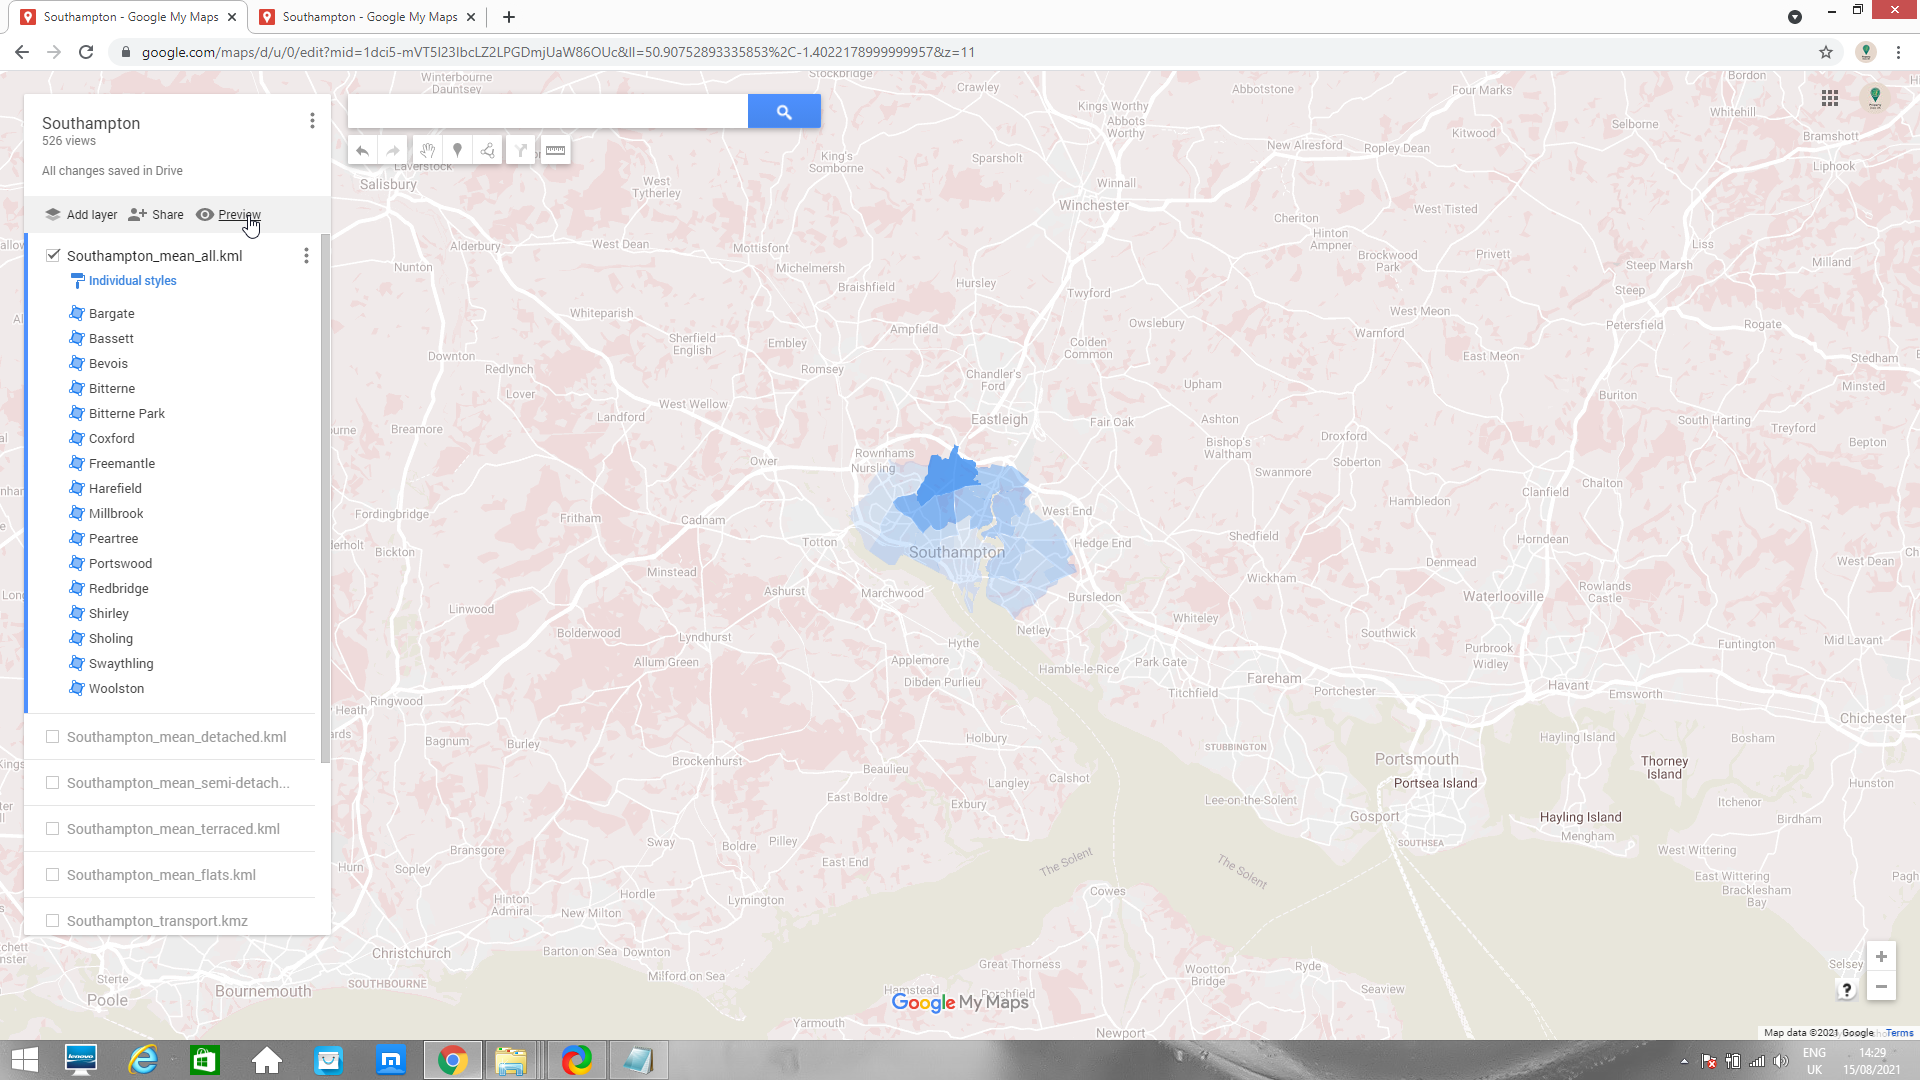 Southampton - Google My Maps
Southampton - Google My Maps
google.com/maps/d/u/0/edit?mid=1dci5-mVT5I23IbcLZ2LPGDmjUaW86OUc&ll=50.90752893335853%2C-1.4022178999999957&z=11
Southampton
526 views
All changes saved in Drive
Add layer
Share
Preview
Southampton_mean_all.kml
Individual styles
Bargate
Bassett
Bevois
Bitterne
Bitterne Park
Coxford
Freemantle
Harefield
Millbrook
Peartree
Portswood
Redbridge
Shirley
Sholing
Swaythling
Woolston
Southampton_mean_detached.kml
Southampton_mean_semi-detach...
Southampton_mean_terraced.kml
Southampton_mean_flats.kml
Southampton_transport.kmz
Winterbourne
Dauntsey
Stockbridge
Crawley
Kings Worthy
Abbots
Worthy
Abbotstone
Four Marks
Bordon
Whitehill
Selborne
Kitwood
Bramshott
Liphook
New Alresford
Ropley Dean
Laverstock
Salisbury
King's
Somborne
Sparsholt
West
Tytherley
Winnall
Winchester
Cheriton
West Tisted
Hinton
Ampner
Brockwood
Park
Privett
Liss
Steep Marsh
Hawkley
Milland
Alderbury
West Dean
Mottisfont
Nunton
Michelmersh
Braishfield
Hursley
Twyford
Steep
Petersfield
Rogate
West Meon
Whiteparish
Owslebury
Warnford
Ampfield
Sherfield
English
Embley
Colden
Common
East Meon
Stedham
Downton
Redlynch
Romsey
Chandler's
Ford
Upham
Minsted
Lover
Landford
West Wellow
Buriton
Eastleigh
Ashton
South Harting
Treyford
Breamore
Fair Oak
Bishop's
Waltham
Droxford
Bepton
Rownhams
Nursling
Ower
Soberton
Swanmore
Chalton
Clanfield
Hambledon
Fordingbridge
Fritham
Cadnam
West End
Totton
Southampton
Hedge End
Shedfield
Horndean
Bickton
Denmead
West Dean
Minstead
Wickham
Rowlands
Castle
Ashurst
Marchwood
Bursledon
Waterlooville
Linwood
Whiteley
Netley
Bolderwood
Lyndhurst
Hythe
Southwick
Funtington
Mid Lavant
Purbrook
Widley
Allum Green
Applemore
Hamble-le-Rice
Park Gate
Dibden Purlieu
Fareham
Portchester
Havant
Emsworth
Titchfield
Ringwood
Chichester
Bagnum
Burley
Holbury
STUBBINGTON
Hayling Island
Bosham
Brockenhurst
Portsmouth
Beaulieu
Langley
Calshot
Thorney
Island
Portsea Island
Hunston
East Boldre
Exbury
Lee-on-the-Solent
Itchenor
Gosport
Hayling Island
Birdham
Mengham
Sway
Boldre
Pilley
SOUTHSEA
Bransgore
West Wittering
East End
The Solent
The Solent
Hurn
Sopley
East Wittering
Bracklesham
Bay
Cowes
Hordle
Hinton
Admiral
New Milton
Lymington
Christchurch
Barton on Sea
Downton
Great Thorness
Wootton
Bridge
Ryde
Selsey
Sterte
Milford on Sea
Poole
Bournemouth
SOUTHBOURNE
Hamstead
Porchfield
Seaview
Yarmouth
Newport
Google My Maps
Map data ©2021 Google
Terms
lenovo
ENG
UK
14:29
15/08/2021